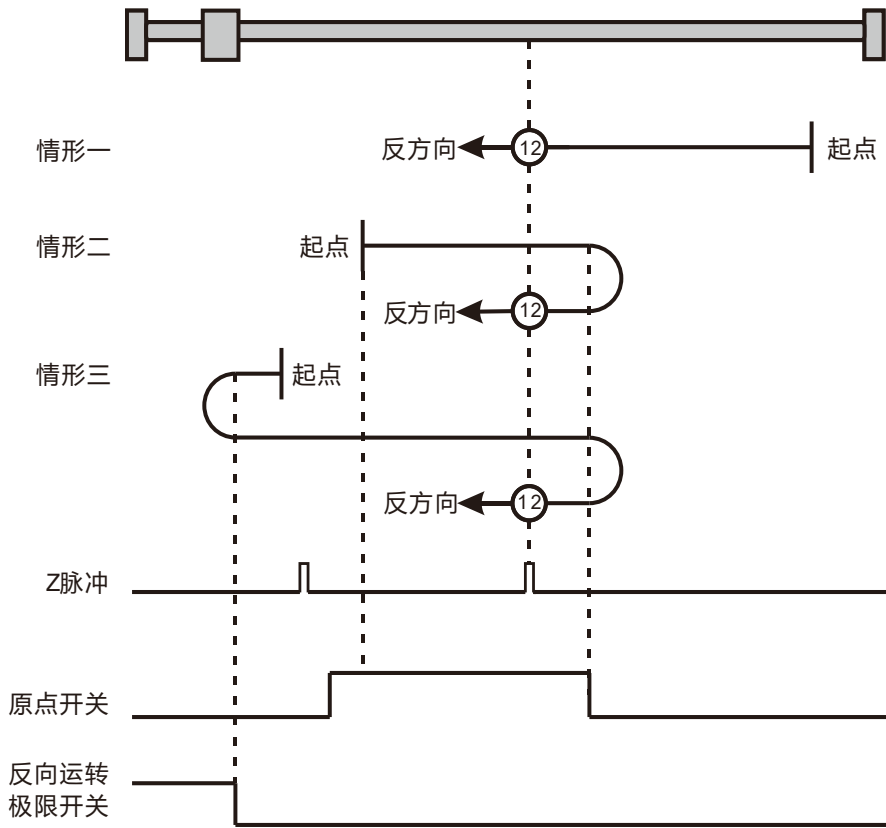 情形一
反方向
12
起点
情形二
起点
反方向
12
情形三
起点
反方向
12
Z脉冲
原点开关
反向运转
极限开关